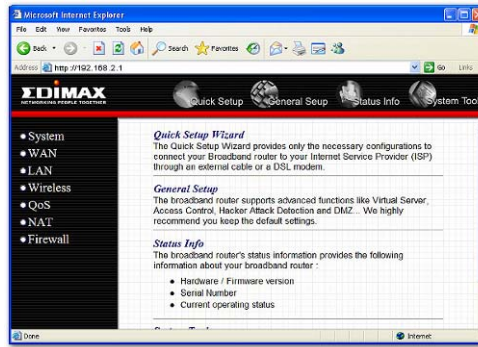 Microsoft Internet Explorer
File Edit View Favorites Tools Help
Back Search Favorites
Address http://192.168.2.1 Go Links
EDIMAX
NETWORKING PEOPLE TOGETHER
Quick Setup General Seup Status Info System Too
System
WAN
LAN
Wireless
QoS
NAT
Firewall
Quick Setup Wizard
The Quick Setup Wizard provides only the necessary configurations to
connect your Broadband router to your Internet Service Provider (ISP)
through an external cable or a DSL modem.
General Setup
The broadband router supports advanced functions like Virtual Server,
Access Control, Hacker Attack Detection and DMZ... We highly
recommend you keep the default settings.
Status Info
The broadband router's status information provides the following
information about your broadband router :
Hardware / Firmware version
Serial Number
Current operating status
Done Internet